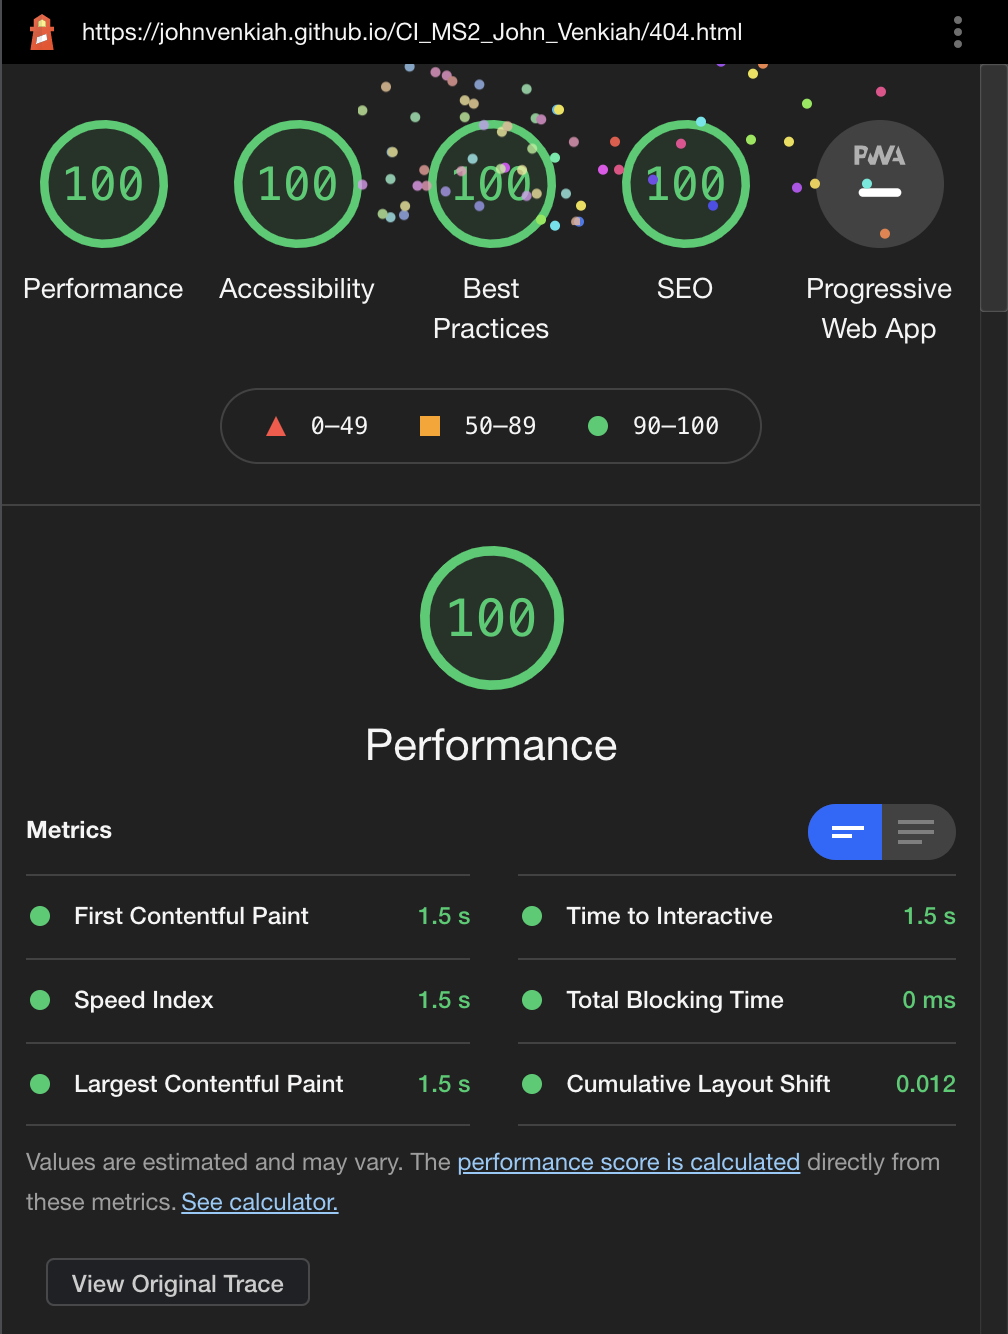 https://johnvenkiah.github.io/CI_MS2_John_Venkiah/404.html
100
100
100
100
PWA
Performance
Accessibility
Best
Practices
SEO
Progressive
Web App
0–49
50–89
90–100
100
Performance
Metrics
First Contentful Paint 1.5 s
Time to Interactive 1.5 s
Speed Index 1.5 s
Total Blocking Time 0 ms
Largest Contentful Paint 1.5 s
Cumulative Layout Shift 0.012
Values are estimated and may vary. The performance score is calculated directly from
these metrics. See calculator.
View Original Trace